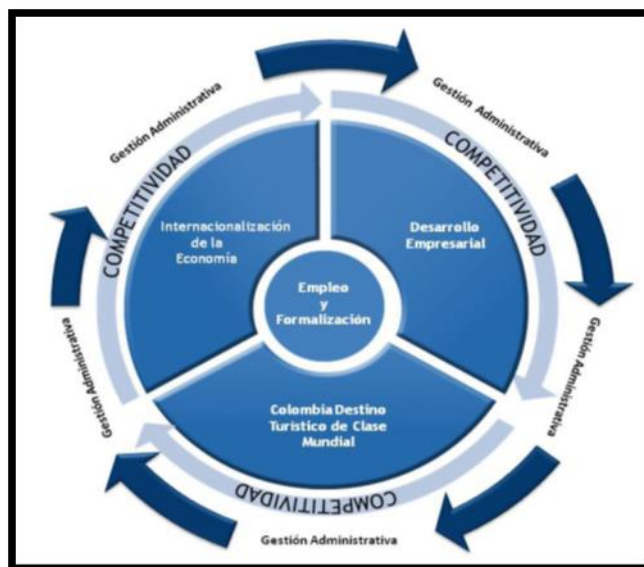 Gestión Administrativa
Gestión Administrativa
COMPETITIVIDAD
COMPETITIVIDAD
Internacionalización
de la
Economía
Desarrollo
Empresarial
Empleo
y
Formalización
Gestión Administrativa
Gestión Administrativa
Colombia Destino
Turistico de Clase
Mundial
COMPETITIVIDAD
Gestión Administrativa